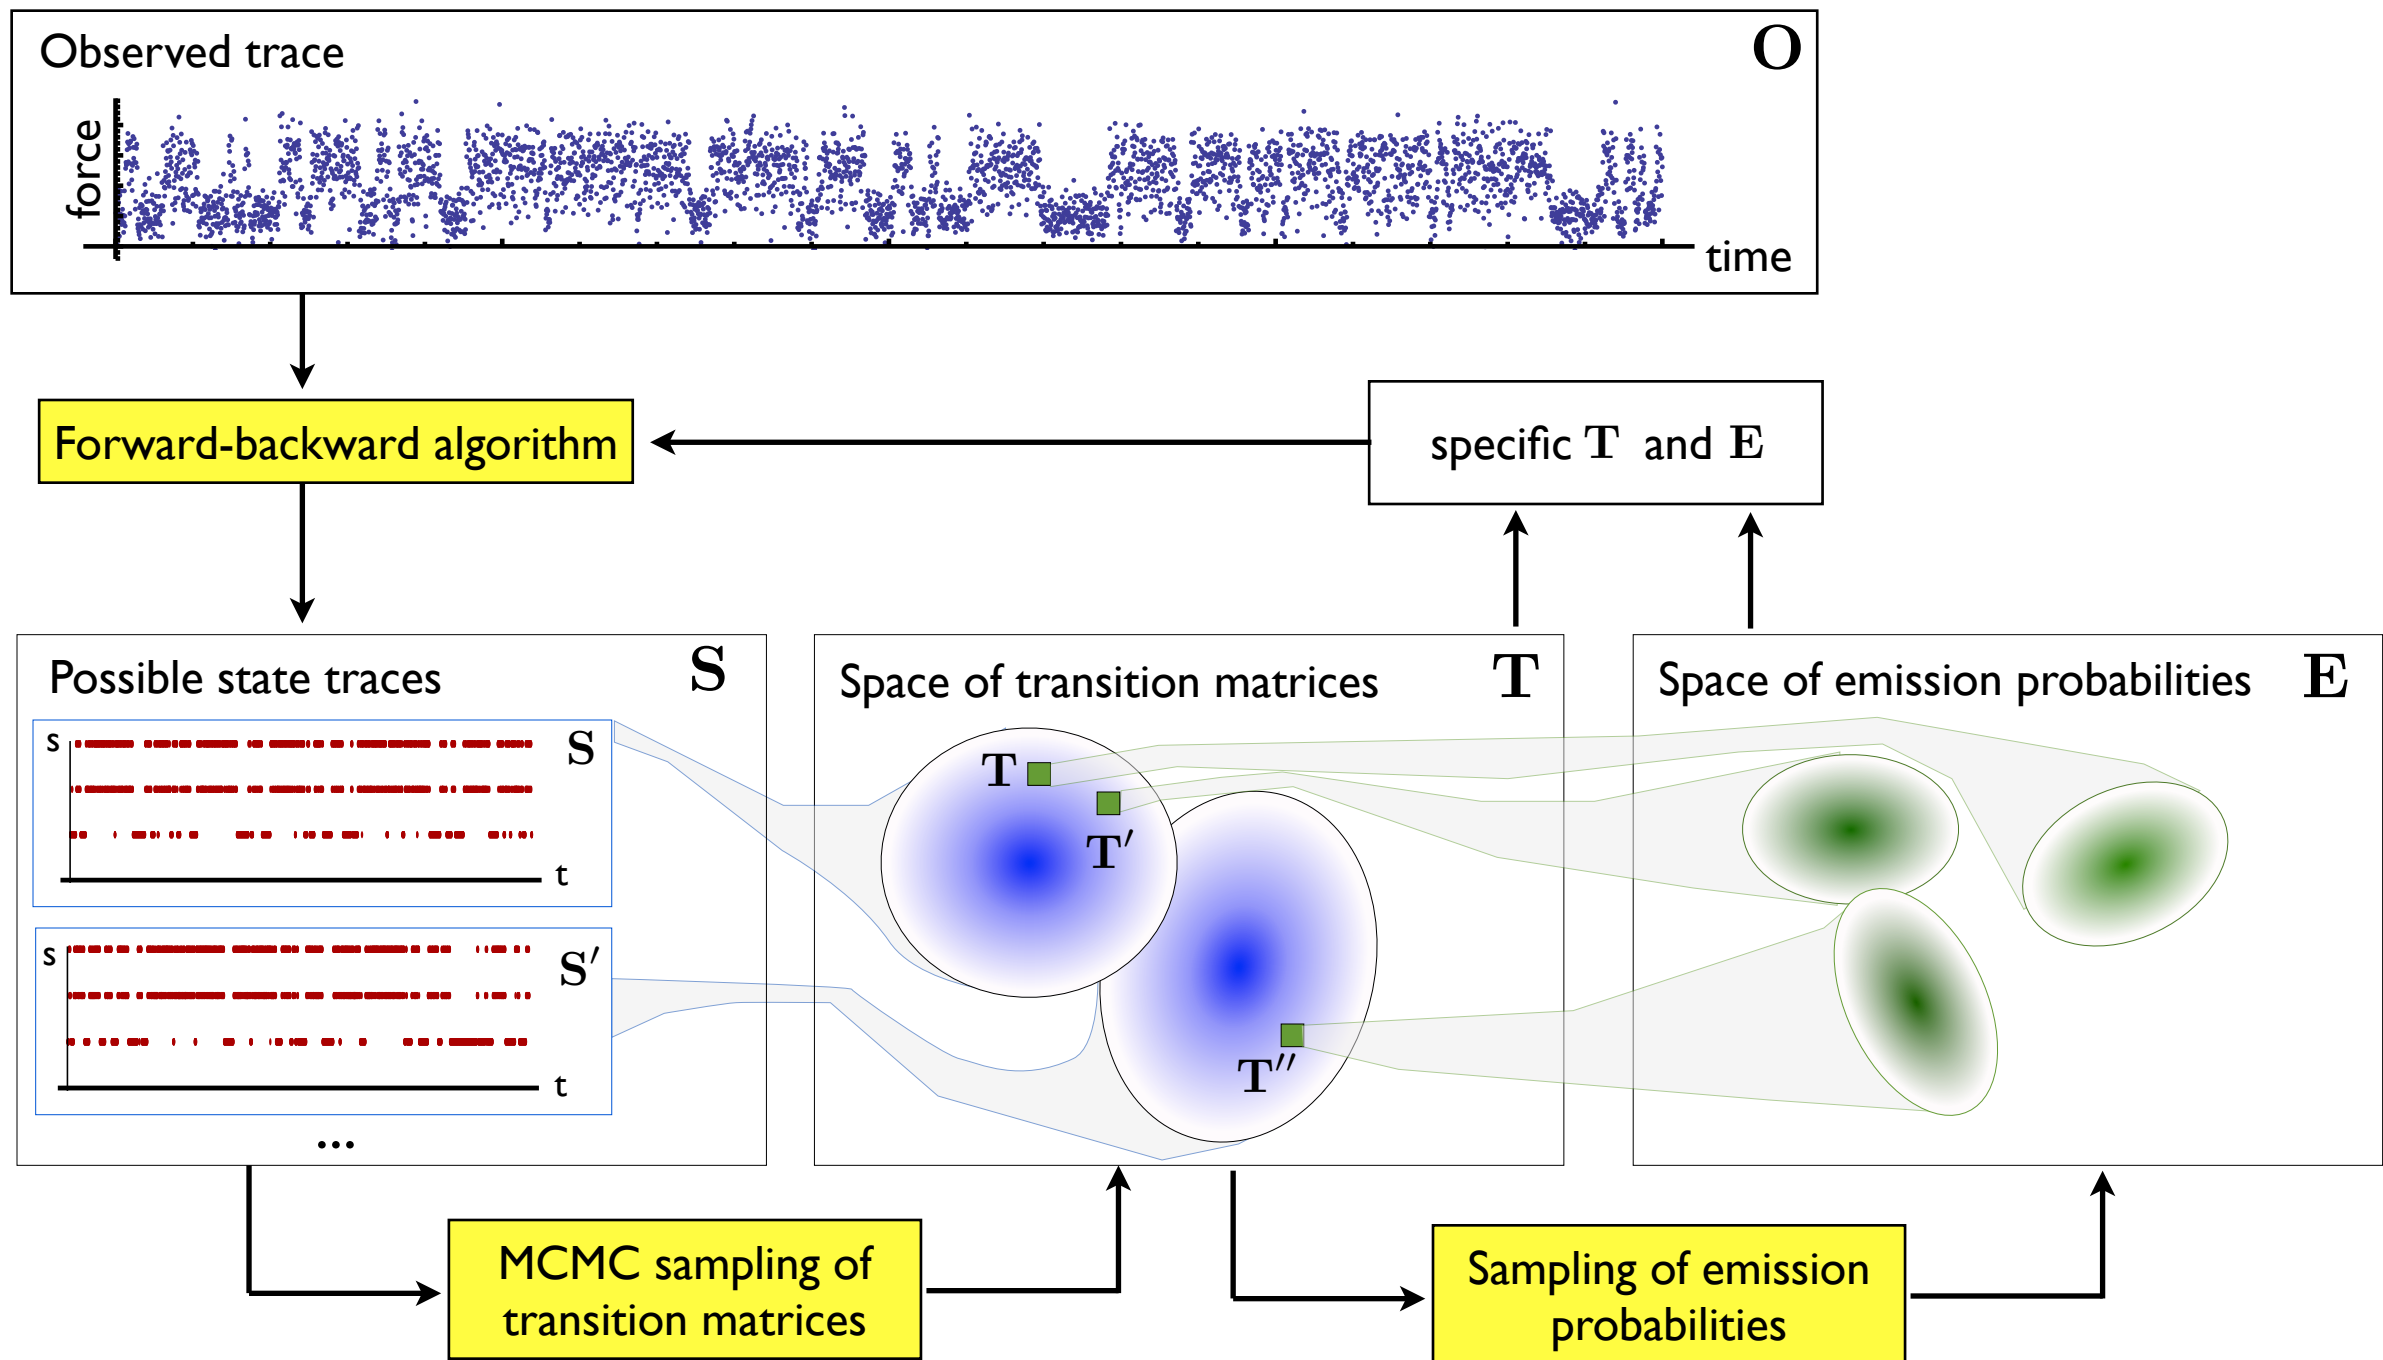 Observed trace
O
force
time
Forward-backward algorithm
specific T and E
Possible state traces
S
s
S
t
s
S′
t
...
Space of transition matrices
T
T
T′
T″
Space of emission probabilities
E
MCMC sampling of
transition matrices
Sampling of emission
probabilities